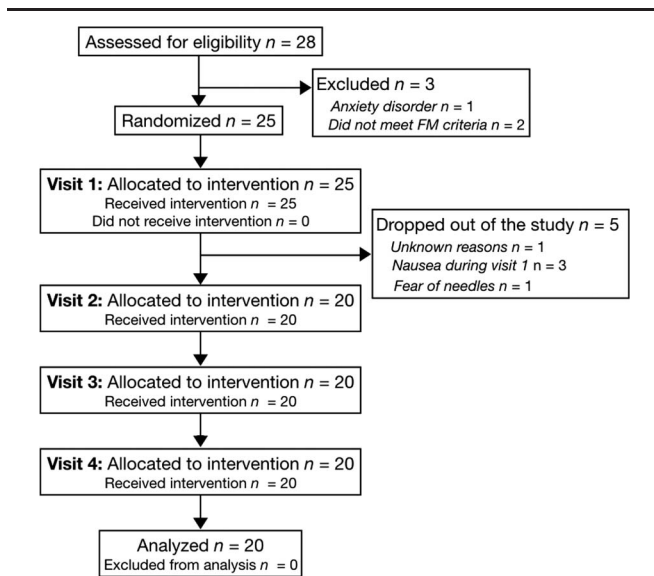 Assessed for eligibility n = 28
Excluded n = 3
Anxiety disorder n = 1
Did not meet FM criteria n = 2
Randomized n = 25
Visit 1: Allocated to intervention n = 25
Received intervention n = 25
Did not receive intervention n = 0
Dropped out of the study n = 5
Unknown reasons n = 1
Nausea during visit 1 n = 3
Fear of needles n = 1
Visit 2: Allocated to intervention n = 20
Received intervention n = 20
Visit 3: Allocated to intervention n = 20
Received intervention n = 20
Visit 4: Allocated to intervention n = 20
Received intervention n = 20
Analyzed n = 20
Excluded from analysis n = 0